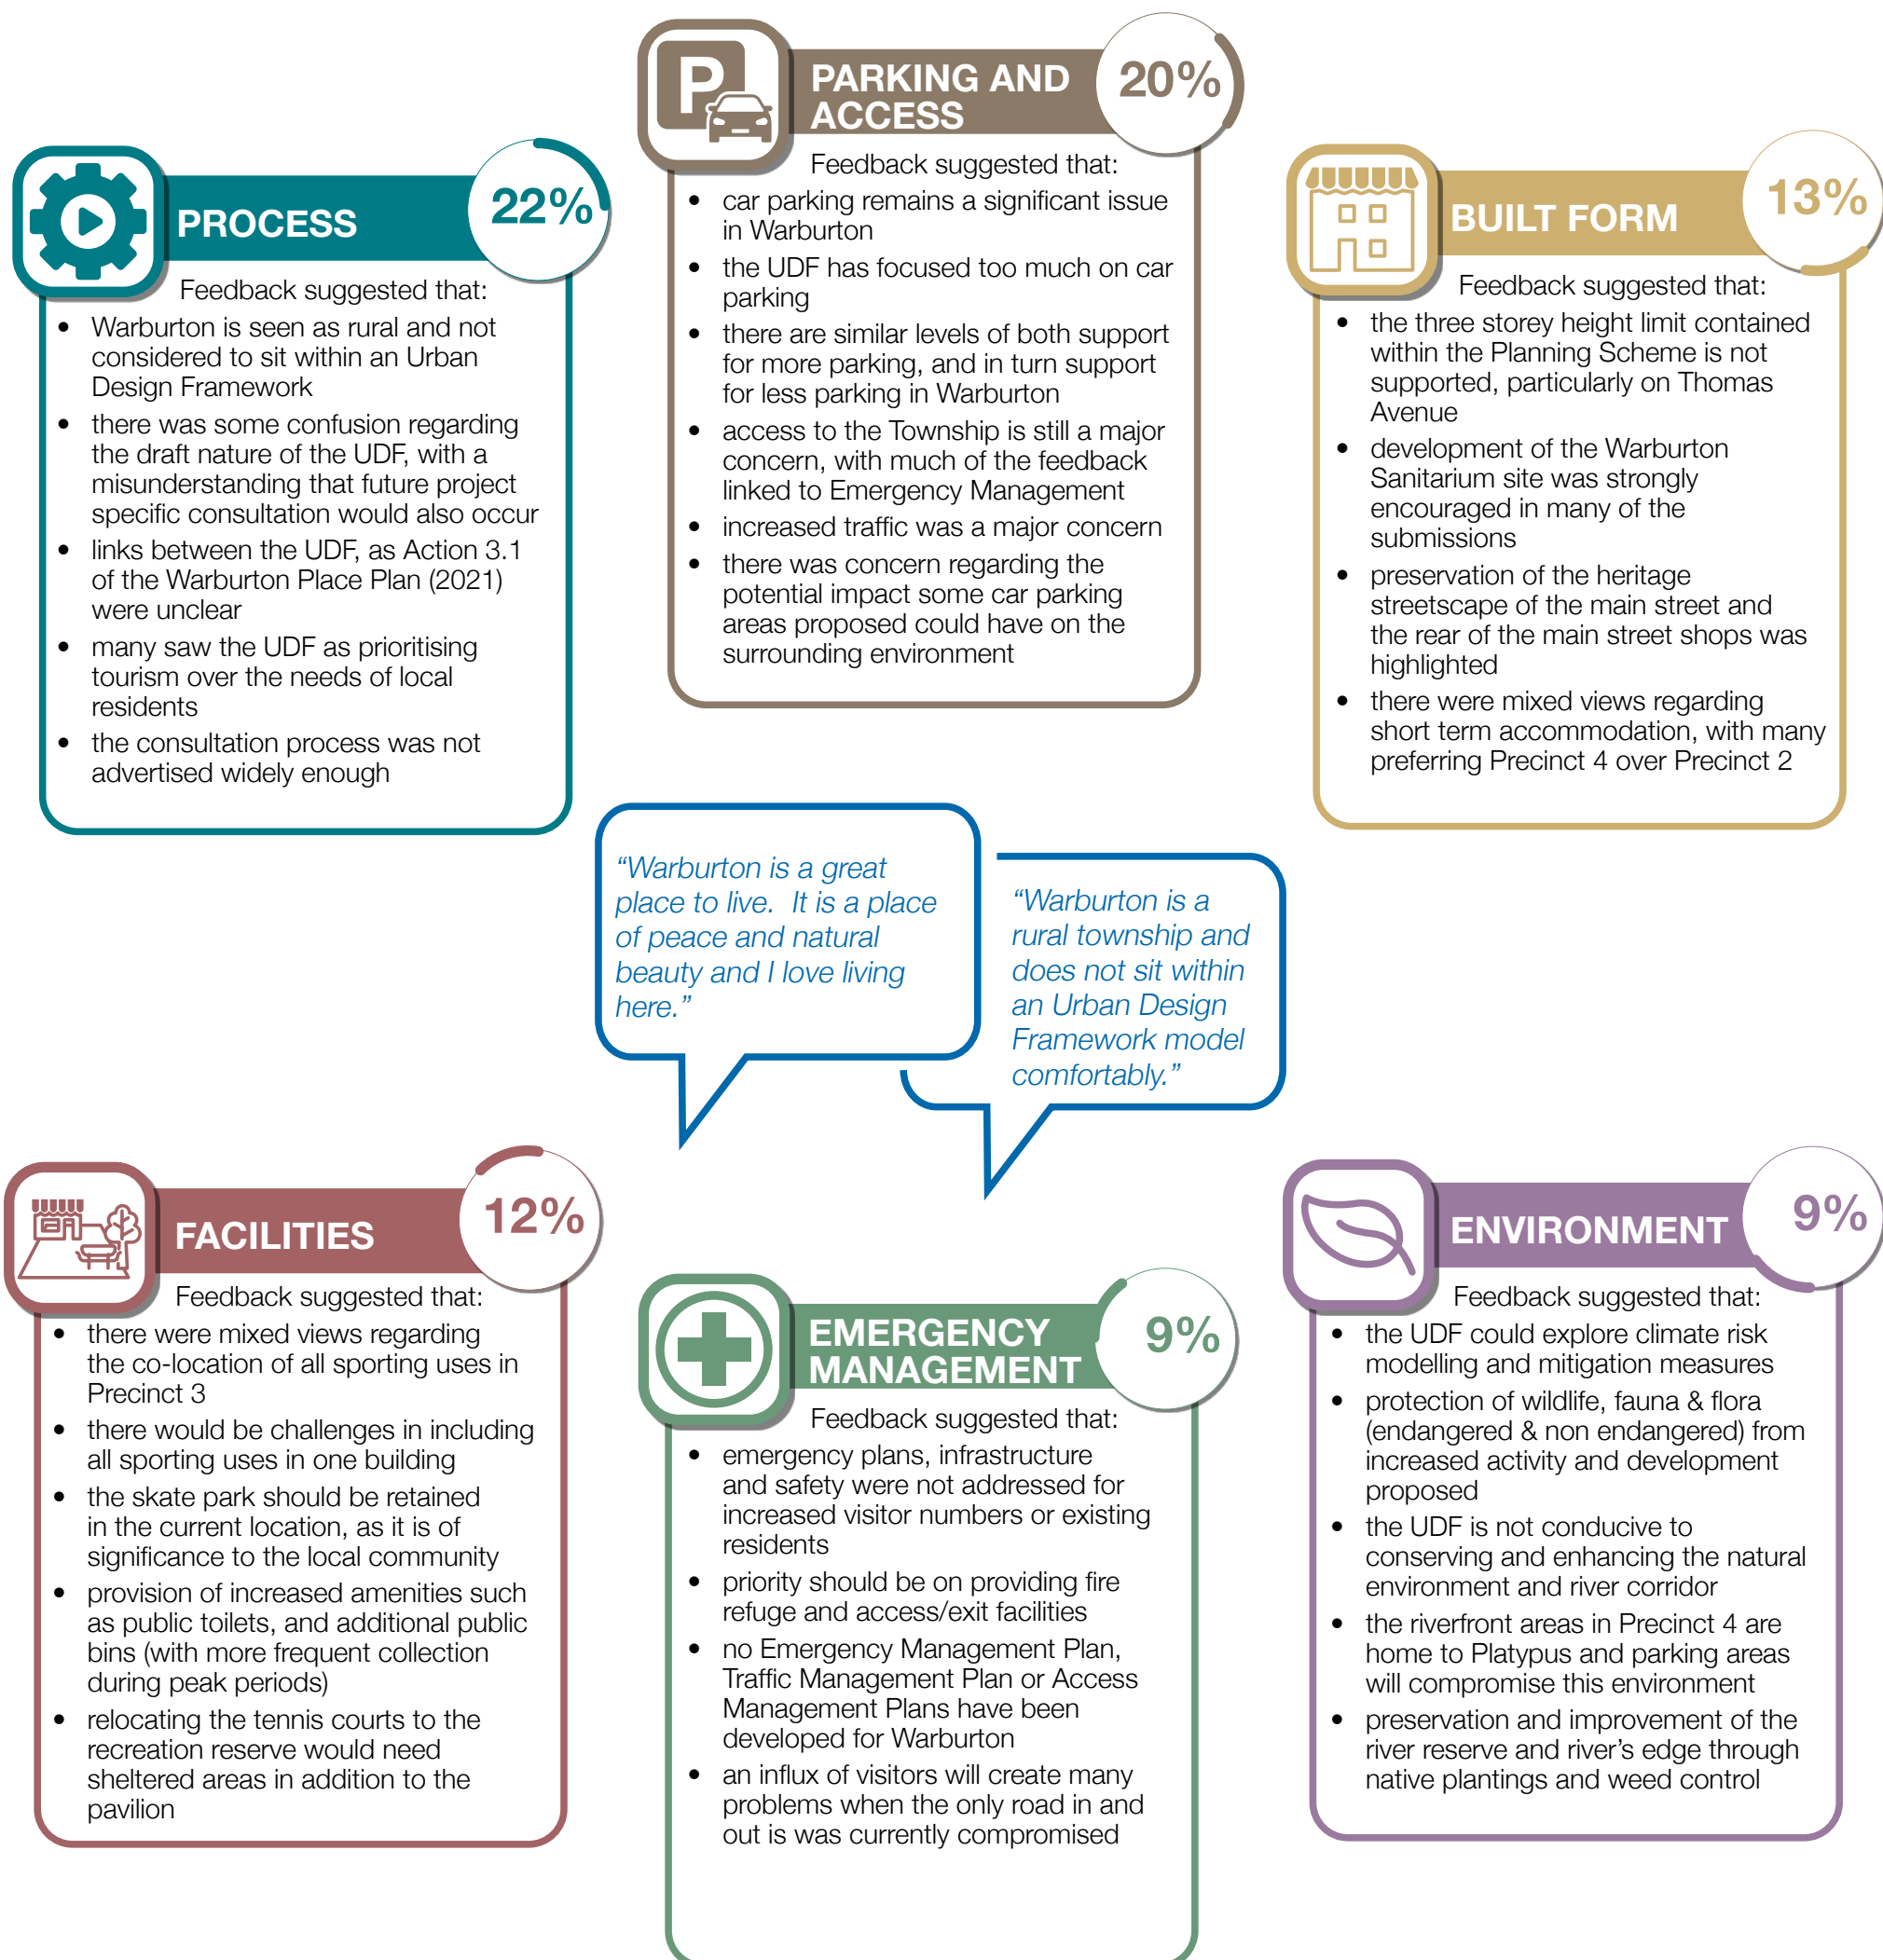 PROCESS
22%
Feedback suggested that:
• Warburton is seen as rural and not
considered to sit within an Urban
Design Framework
• there was some confusion regarding
the draft nature of the UDF, with a
misunderstanding that future project
specific consultation would also occur
• links between the UDF, as Action 3.1
of the Warburton Place Plan (2021)
were unclear
• many saw the UDF as prioritising
tourism over the needs of local
residents
• the consultation process was not
advertised widely enough
P
PARKING AND
ACCESS
20%
Feedback suggested that:
• car parking remains a significant issue
in Warburton
• the UDF has focused too much on car
parking
• there are similar levels of both support
for more parking, and in turn support
for less parking in Warburton
• access to the Township is still a major
concern, with much of the feedback
linked to Emergency Management
• increased traffic was a major concern
• there was concern regarding the
potential impact some car parking
areas proposed could have on the
surrounding environment
BUILT FORM
13%
Feedback suggested that:
• the three storey height limit contained
within the Planning Scheme is not
supported, particularly on Thomas
Avenue
• development of the Warburton
Sanitarium site was strongly
encouraged in many of the
submissions
• preservation of the heritage
streetscape of the main street and
the rear of the main street shops was
highlighted
• there were mixed views regarding
short term accommodation, with many
preferring Precinct 4 over Precinct 2
“Warburton is a great
place to live.  It is a place
of peace and natural
beauty and I love living
here.”
“Warburton is a
rural township and
does not sit within
an Urban Design
Framework model
comfortably.”
FACILITIES
12%
Feedback suggested that:
• there were mixed views regarding
the co-location of all sporting uses in
Precinct 3
• there would be challenges in including
all sporting uses in one building
• the skate park should be retained
in the current location, as it is of
significance to the local community
• provision of increased amenities such
as public toilets, and additional public
bins (with more frequent collection
during peak periods)
• relocating the tennis courts to the
recreation reserve would need
sheltered areas in addition to the
pavilion
EMERGENCY
MANAGEMENT
9%
Feedback suggested that:
• emergency plans, infrastructure
and safety were not addressed for
increased visitor numbers or existing
residents
• priority should be on providing fire
refuge and access/exit facilities
• no Emergency Management Plan,
Traffic Management Plan or Access
Management Plans have been
developed for Warburton
• an influx of visitors will create many
problems when the only road in and
out is was currently compromised
ENVIRONMENT
9%
Feedback suggested that:
• the UDF could explore climate risk
modelling and mitigation measures
• protection of wildlife, fauna & flora
(endangered & non endangered) from
increased activity and development
proposed
• the UDF is not conducive to
conserving and enhancing the natural
environment and river corridor
• the riverfront areas in Precinct 4 are
home to Platypus and parking areas
will compromise this environment
• preservation and improvement of the
river reserve and river’s edge through
native plantings and weed control